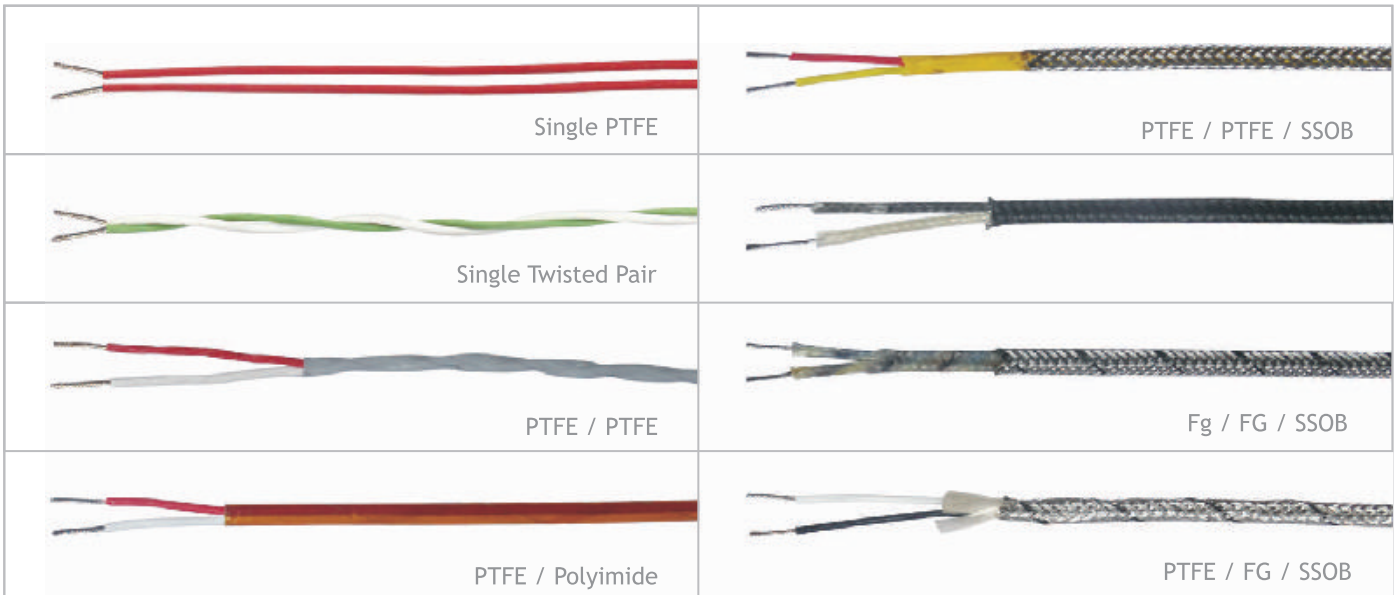 Single PTFE
PTFE / PTFE / SSOB
Single Twisted Pair
PTFE / PTFE
Fg / FG / SSOB
PTFE / Polyimide
PTFE / FG / SSOB